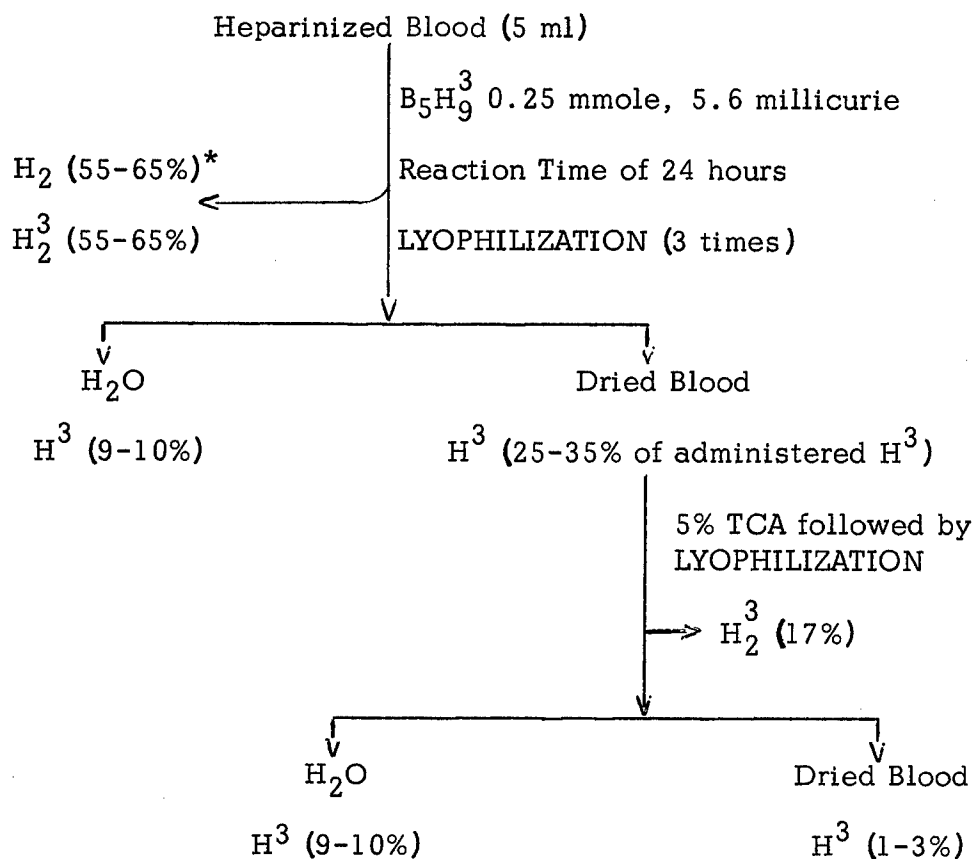 Heparinized Blood (5 ml)
B₅H₉³ 0.25 mmole, 5.6 millicurie
H₂ (55-65%)*
Reaction Time of 24 hours
H₂³ (55-65%)
LYOPHILIZATION (3 times)
H₂O
Dried Blood
H³ (9-10%)
H³ (25-35% of administered H³)
5% TCA followed by
LYOPHILIZATION
H₂³ (17%)
H₂O
Dried Blood
H³ (9-10%)
H³ (1-3%)